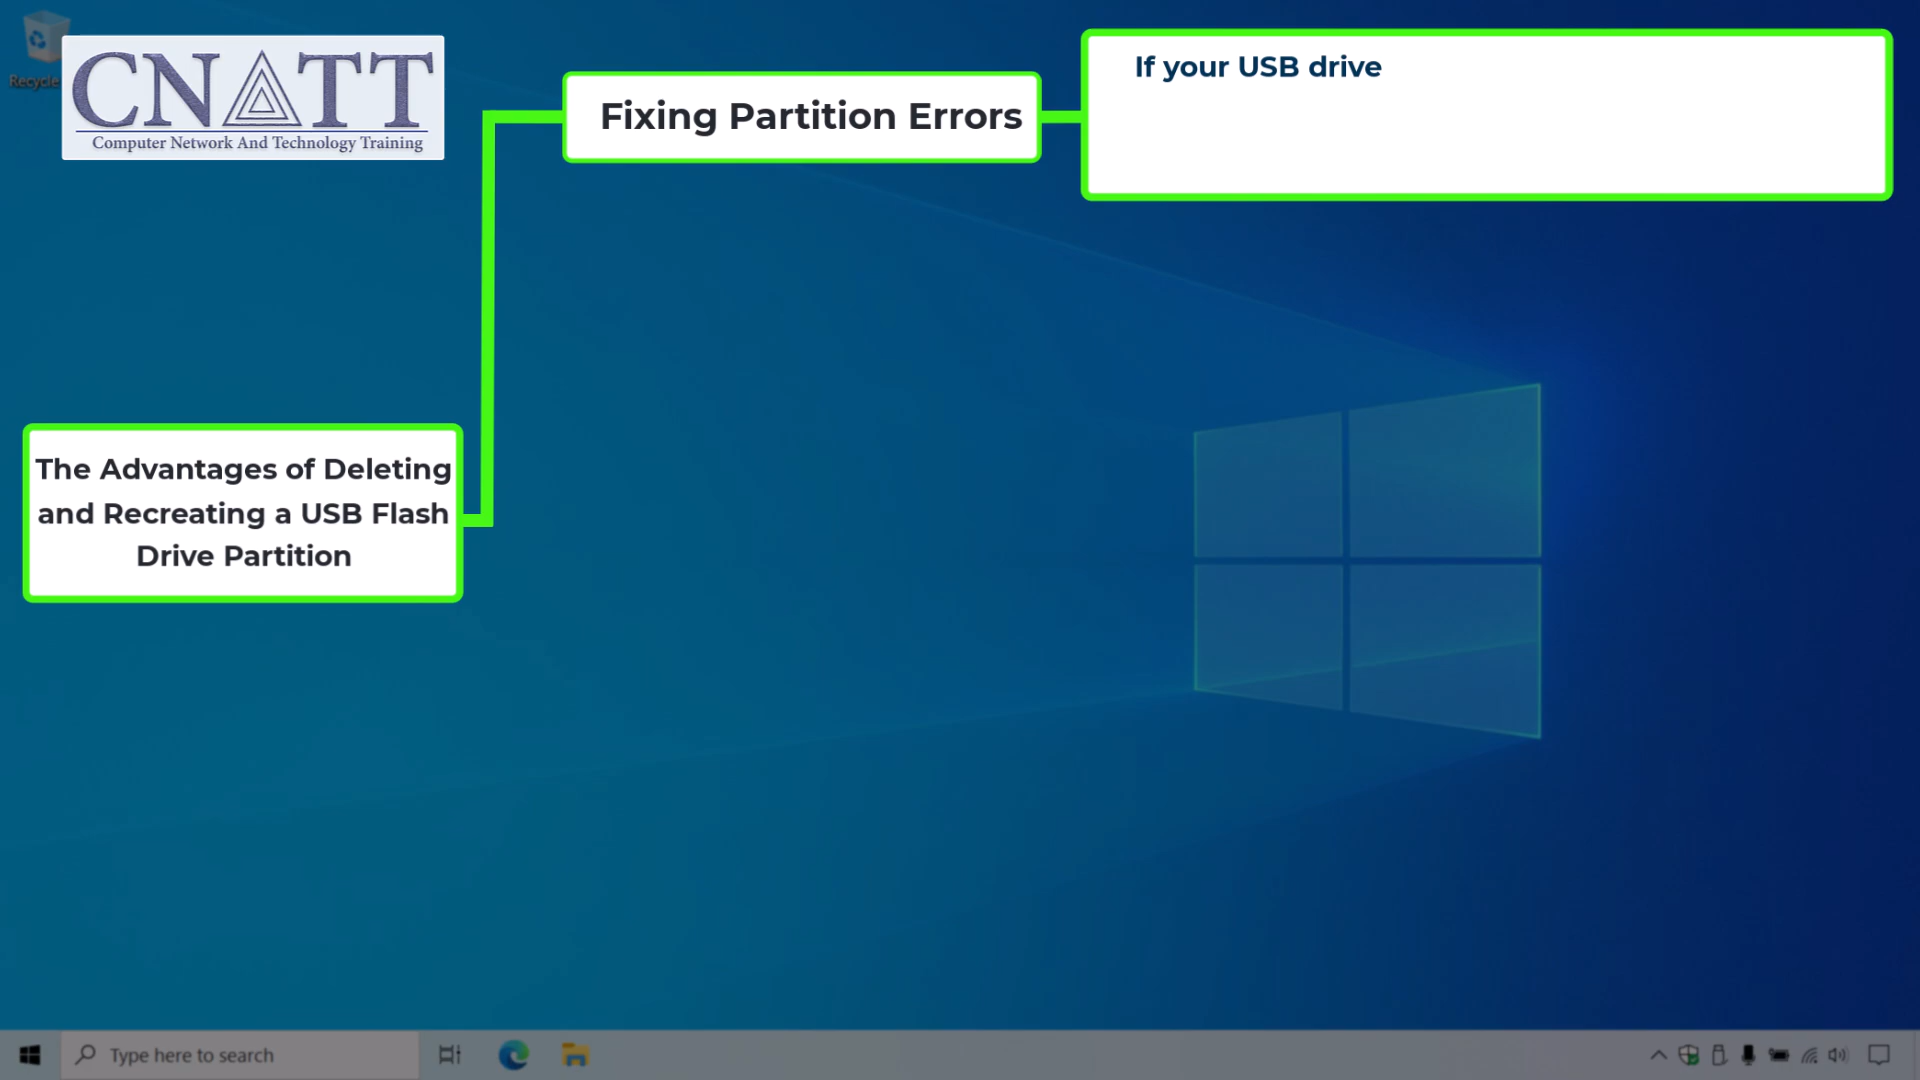 Recycle
CNATT
Computer Network And Technology Training
Fixing Partition Errors
If your USB drive
The Advantages of Deleting
and Recreating a USB Flash
Drive Partition
Type here to search